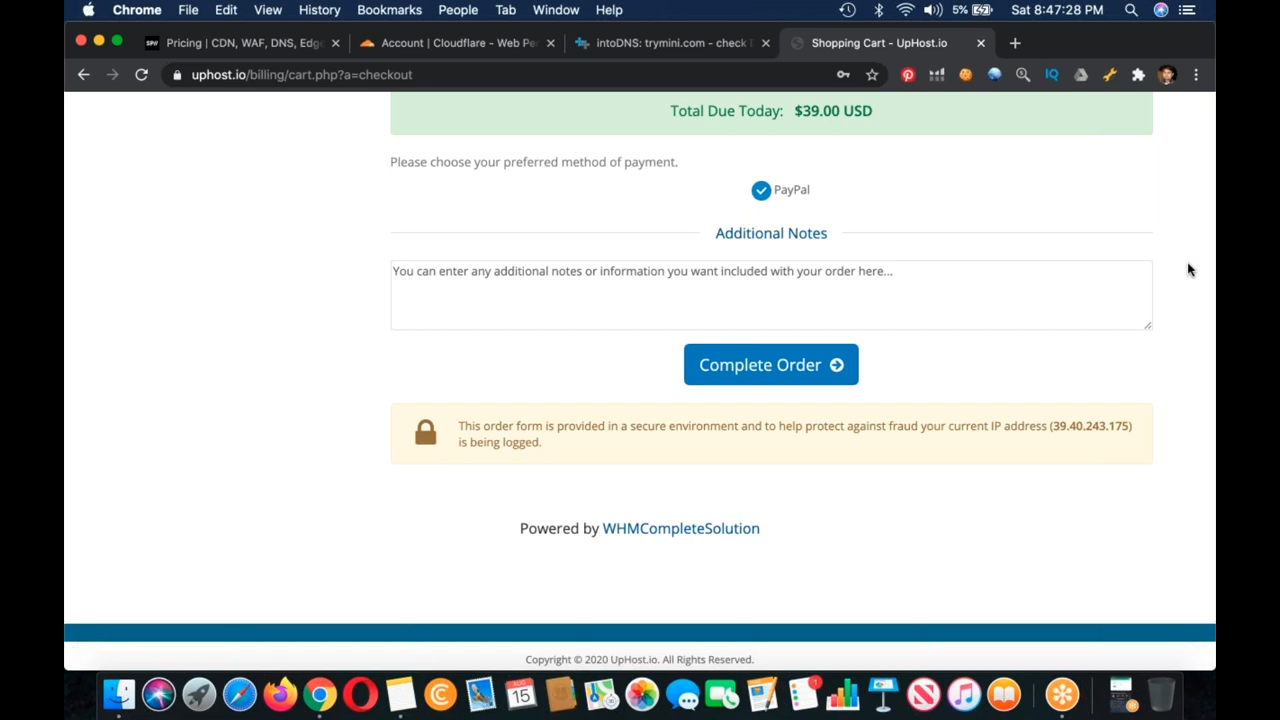 Chrome File Edit View History Bookmarks People Tab Window Help 5% Sat 8:47:28 PM
Pricing | CDN, WAF, DNS, Edge
Account | Cloudflare - Web Per
intoDNS: trymini.com - check
Shopping Cart - UpHost.io
uphost.io/billing/cart.php?a=checkout
IQ
Total Due Today: $39.00 USD
Please choose your preferred method of payment.
PayPal
Additional Notes
You can enter any additional notes or information you want included with your order here...
Complete Order
This order form is provided in a secure environment and to help protect against fraud your current IP address (39.40.243.175)
is being logged.
Powered by WHMCompleteSolution
Copyright © 2020 UpHost.io. All Rights Reserved.
AUG
15
1